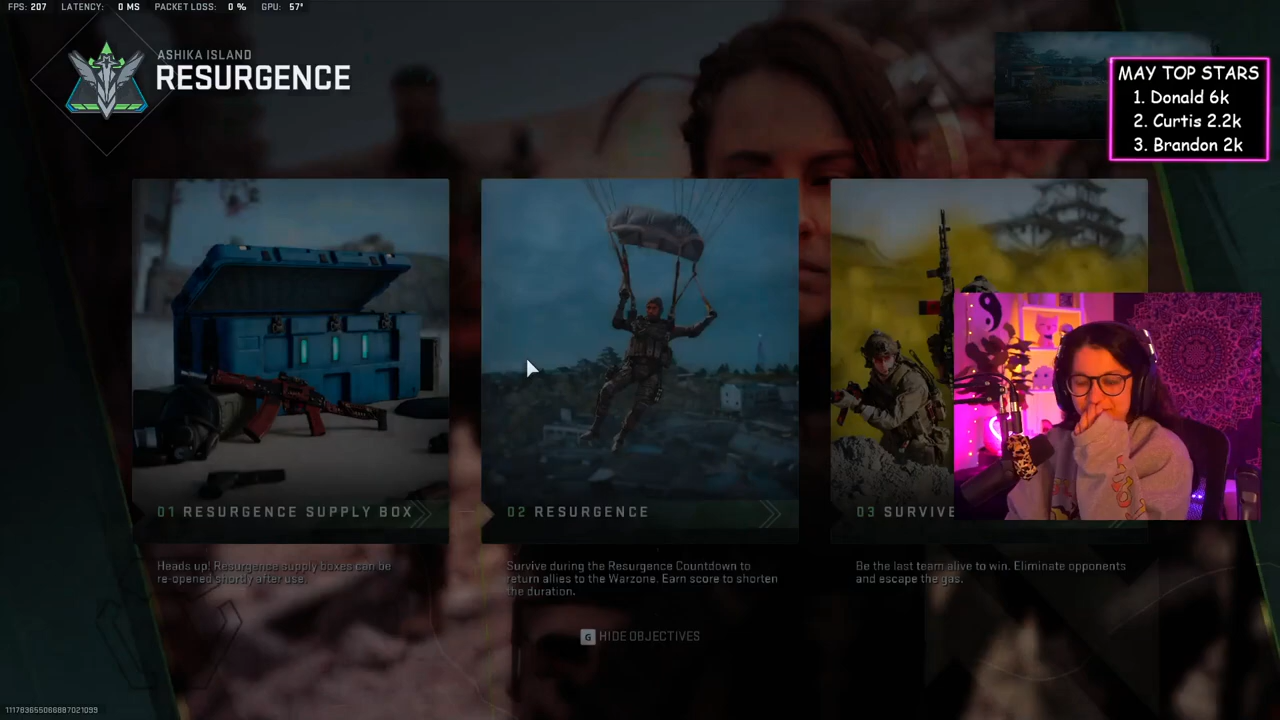 FPS: 207 LATENCY: 0 MS PACKET LOSS: 0 % GPU: 57°
ASHIKA ISLAND
RESURGENCE
MAY TOP STARS
1. Donald 6k
2. Curtis 2.2k
3. Brandon 2k
01 RESURGENCE SUPPLY BOX
02 RESURGENCE
03 SURVIVE
Heads up! Resurgence supply boxes can be
re-opened shortly after use.
Survive during the Resurgence Countdown to
return allies to the Warzone. Earn score to shorten
the duration.
Be the last team alive to win. Eliminate opponents
and escape the gas.
G HIDE OBJECTIVES